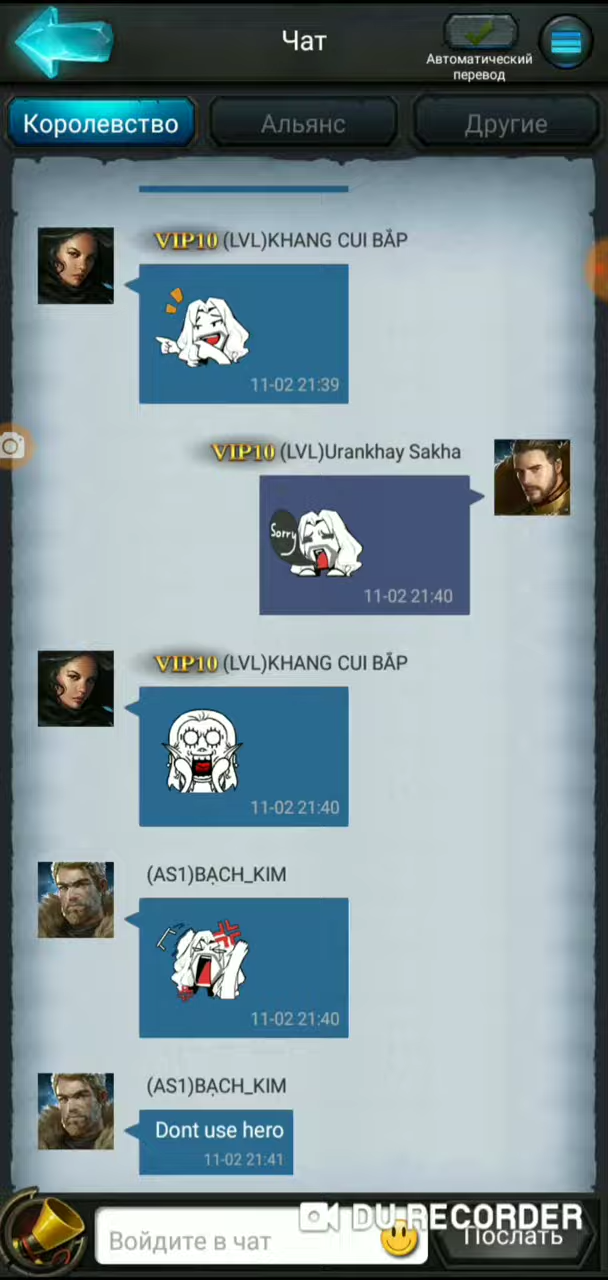 Чат
Автоматический
перевод
Королевство
Альянс
Другие
VIP10 (LVL)KHANG CUI BẮP
11-02 21:39
VIP10 (LVL)Urankhay Sakha
Sorry
11-02 21:40
VIP10 (LVL)KHANG CUI BẮP
11-02 21:40
(AS1)BẠCH_KIM
11-02 21:40
(AS1)BẠCH_KIM
Dont use hero
11-02 21:41
DU RECORDER
Войдите в чат
Послать